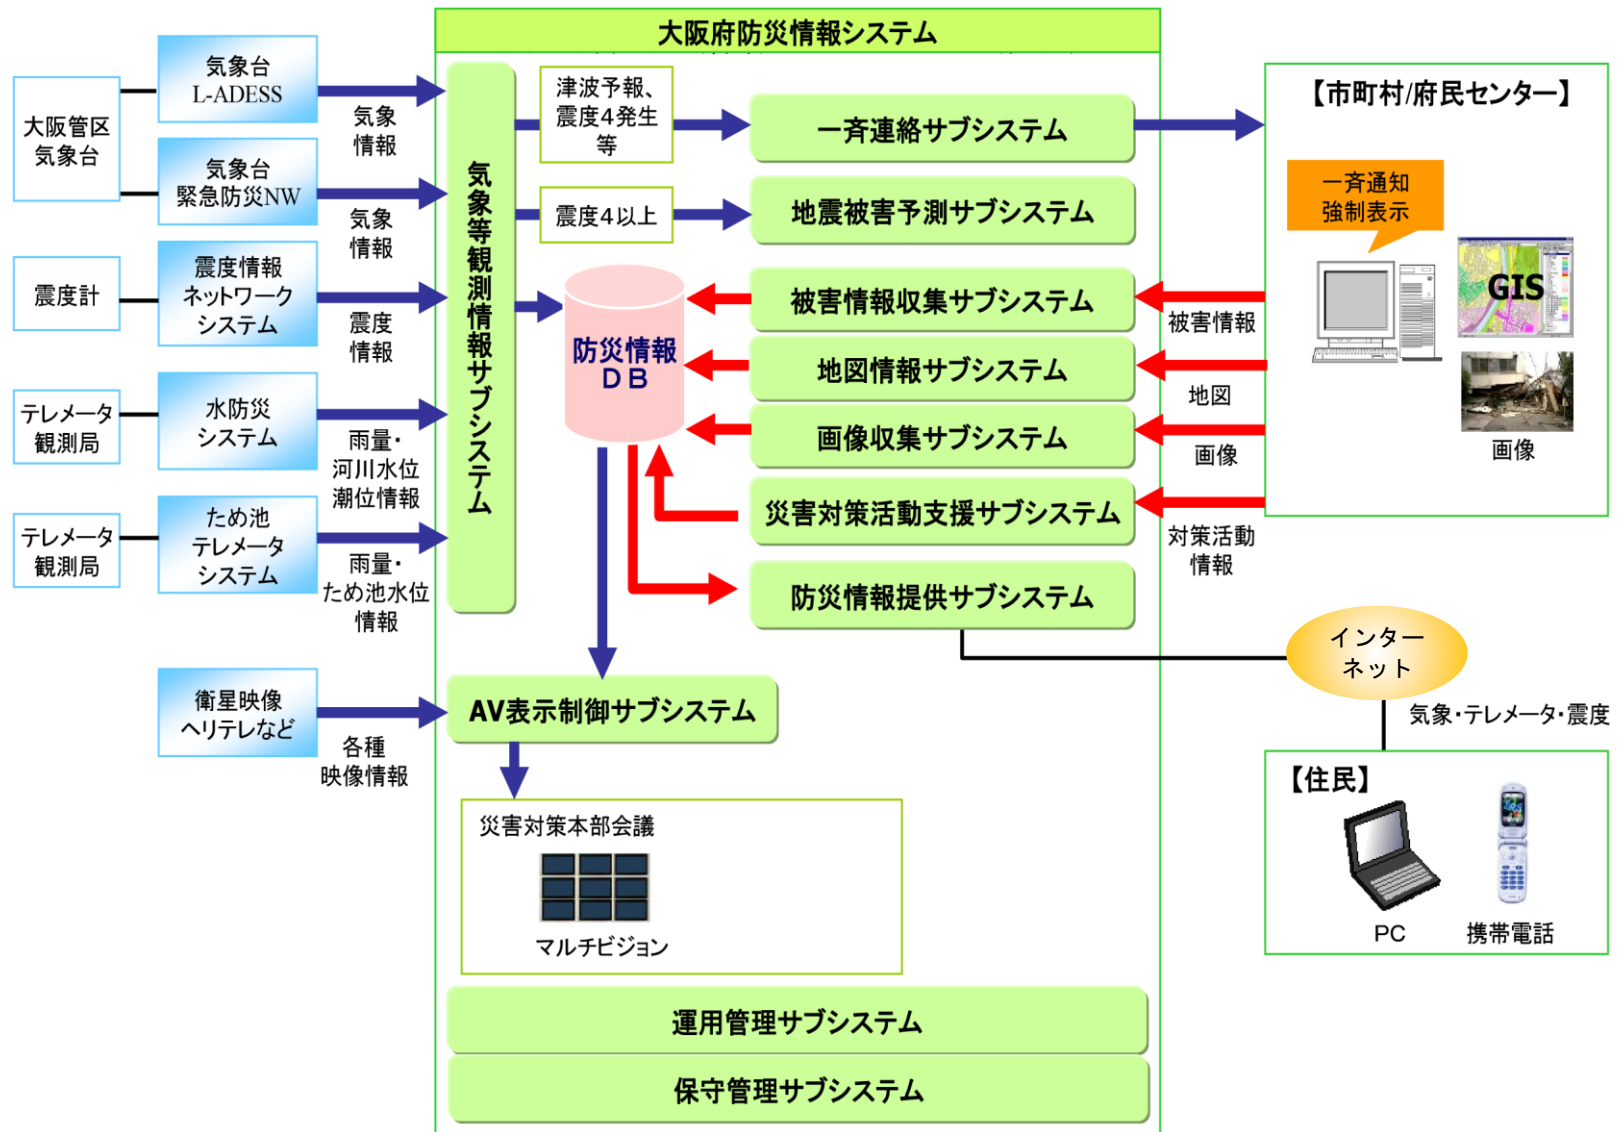 大阪府防災情報システム
大阪管区
気象台
気象台
L-ADESS
気象
情報
気象台
緊急防災NW
気象
情報
震度計
震度情報
ネットワーク
システム
震度
情報
テレメータ
観測局
水防災
システム
雨量・
河川水位
潮位情報
テレメータ
観測局
ため池
テレメータ
システム
雨量・
ため池水位
情報
衛星映像
ヘリテレなど
各種
映像情報
気象等観測情報サブシステム
津波予報、
震度4発生
等
震度4以上
防災情報
DB
一斉連絡サブシステム
地震被害予測サブシステム
被害情報収集サブシステム
地図情報サブシステム
画像収集サブシステム
災害対策活動支援サブシステム
防災情報提供サブシステム
AV表示制御サブシステム
災害対策本部会議
マルチビジョン
運用管理サブシステム
保守管理サブシステム
【市町村/府民センター】
一斉通知
強制表示
GIS
画像
被害情報
地図
画像
対策活動
情報
インター
ネット
気象・テレメータ・震度
【住民】
PC
携帯電話